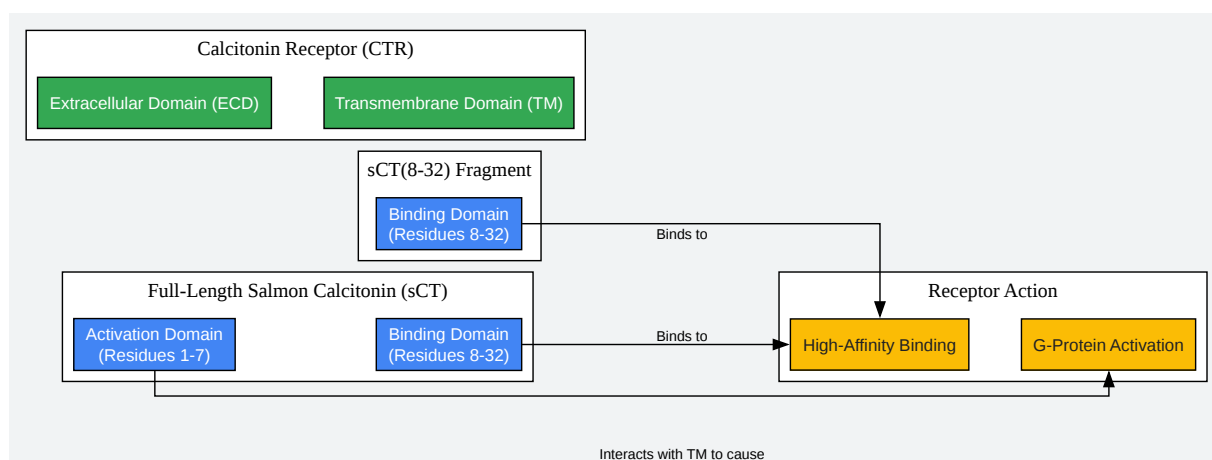 Calcitonin Receptor (CTR)
Extracellular Domain (ECD)
Transmembrane Domain (TM)
sCT(8-32) Fragment
Binding Domain
(Residues 8-32)
Binds to
Full-Length Salmon Calcitonin (sCT)
Activation Domain
(Residues 1-7)
Binding Domain
(Residues 8-32)
Binds to
Receptor Action
High-Affinity Binding
G-Protein Activation
Interacts with TM to cause